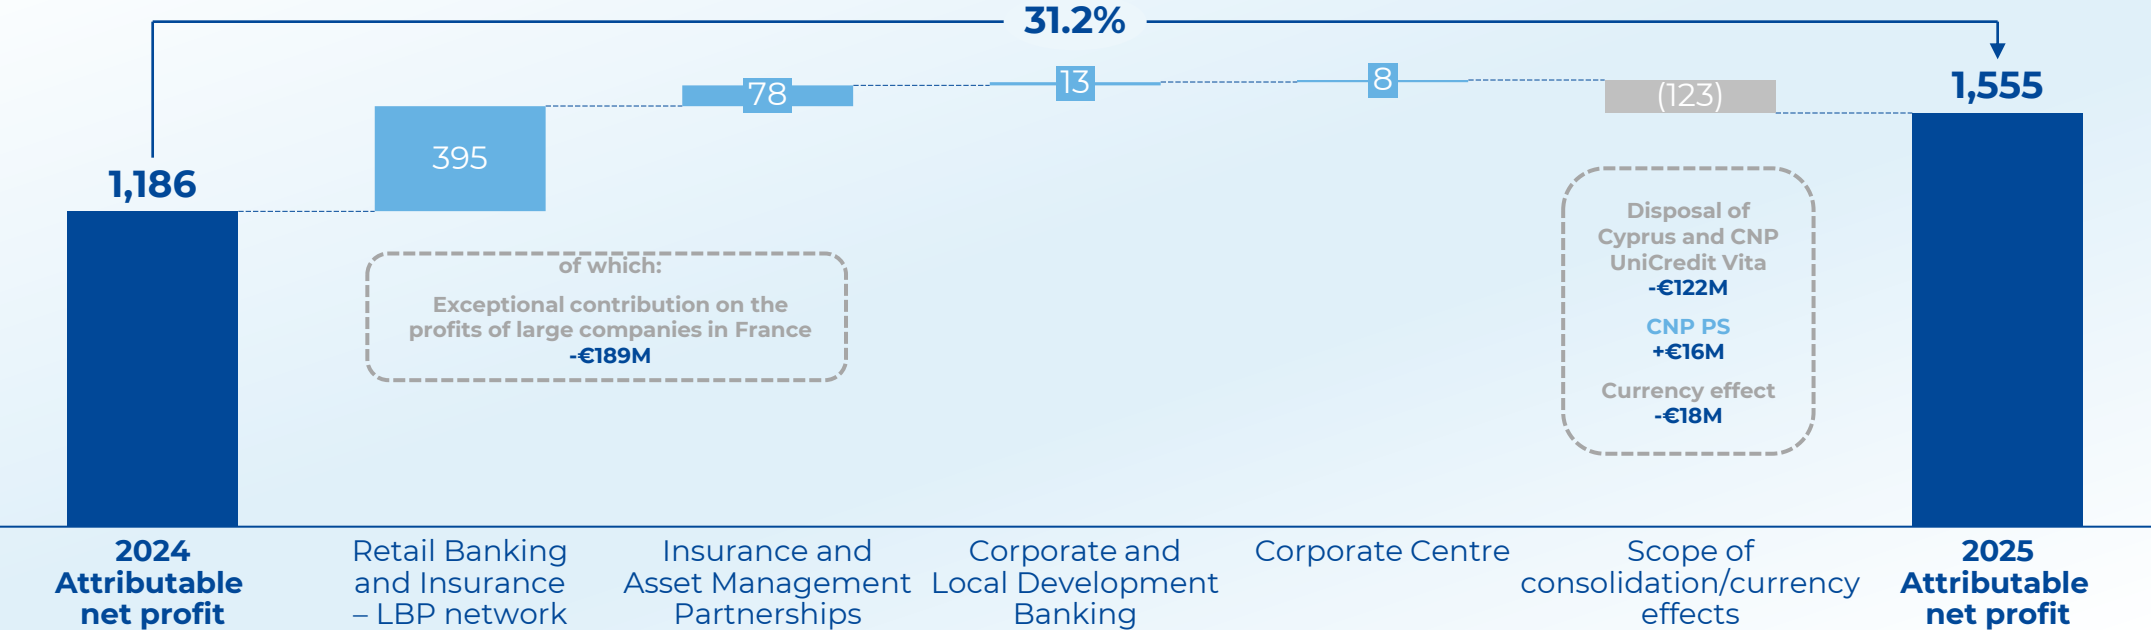 31.2%
1,186
395
78
13
8
(123)
1,555
of which:
Exceptional contribution on the
profits of large companies in France
-€189M
Disposal of
Cyprus and CNP
UniCredit Vita
-€122M
CNP PS
+€16M
Currency effect
-€18M
2024
Attributable
net profit
Retail Banking
and Insurance
– LBP network
Insurance and
Asset Management
Partnerships
Corporate and
Local Development
Banking
Corporate Centre
Scope of
consolidation/currency
effects
2025
Attributable
net profit